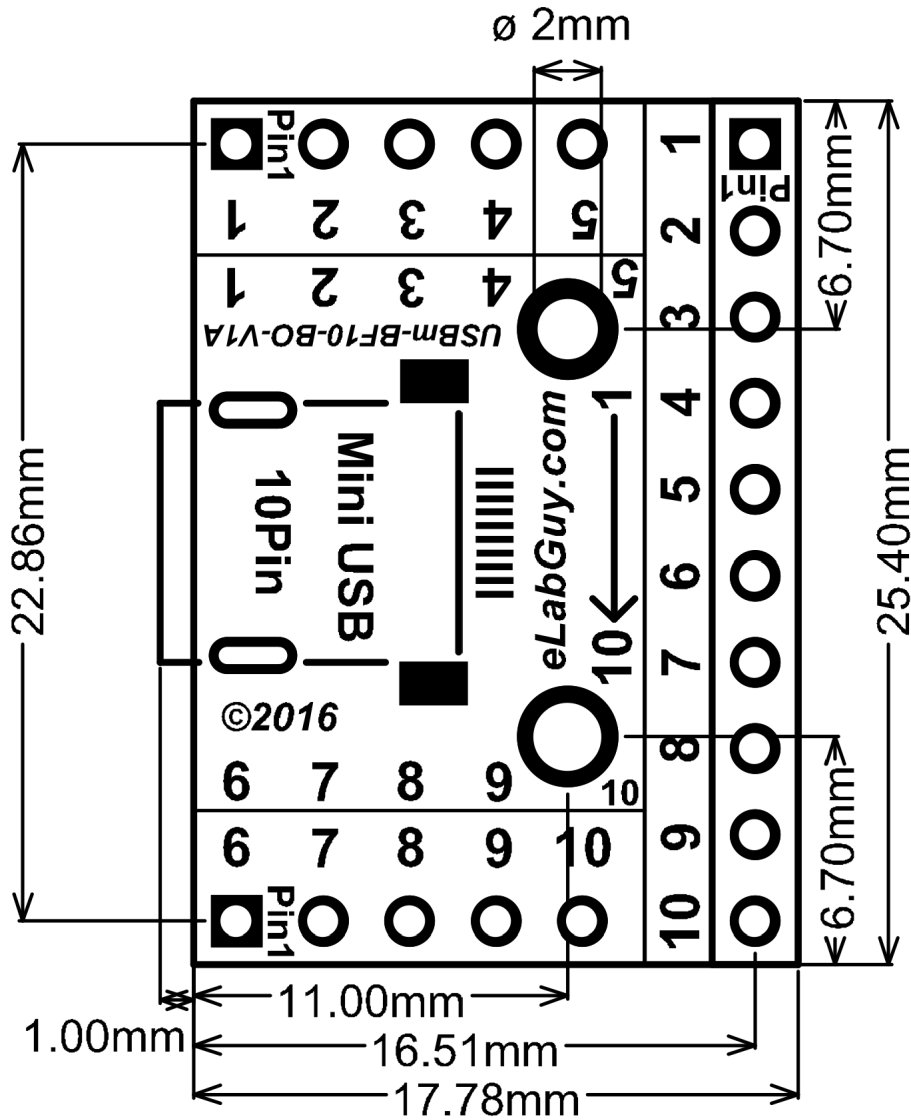 ø 2mm
Pin1
1 2 3 4 5
1 2 3 4 5
USBm-BF10-BO-V1A
Mini USB
10Pin
eLabGuy.com
1
10
©2016
6 7 8 9 10
6 7 8 9 10
Pin1
1
2
3
4
5
6
7
8
9
10
Pin1
6.70mm
6.70mm
22.86mm
25.40mm
1.00mm
11.00mm
16.51mm
17.78mm